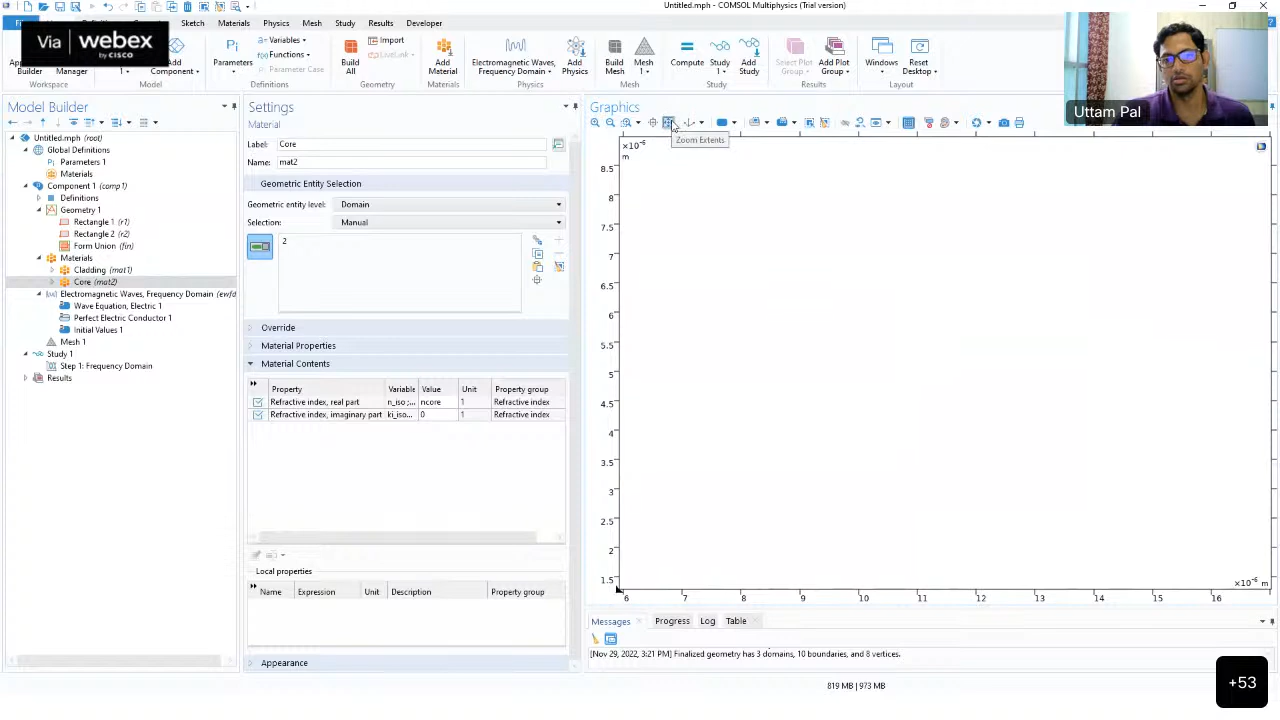 Untitled.mph - COMSOL Multiphysics (Trial version)
Sketch Materials Physics Mesh Study Results Developer
Via webex
by CISCO
Builder
Manager
Model
Add
Component
1
Workspace
Model
Pi
Parameters
Variables
Functions
Parameter Case
Definitions
Build
All
Import
LiveLink
Geometry
Add
Material
Materials
Electromagnetic Waves,
Frequency Domain
Add
Physics
Physics
Build
Mesh
Mesh
1
Mesh
Compute
Study
1
Add
Study
Study
Select Plot
Group
Add Plot
Group
Results
Windows
Reset
Desktop
Layout
Uttam Pal
Model Builder
Untitled.mph (root)
Global Definitions
Pi Parameters 1
Materials
Component 1 (comp1)
Definitions
Geometry 1
Rectangle 1 (r1)
Rectangle 2 (r2)
Form Union (fin)
Materials
Cladding (mat1)
Core (mat2)
Electromagnetic Waves, Frequency Domain (ewfd
Wave Equation, Electric 1
Perfect Electric Conductor 1
Initial Values 1
Mesh 1
Study 1
Step 1: Frequency Domain
Results
Settings
Material
Label: Core
Name: mat2
Geometric Entity Selection
Geometric entity level: Domain
Selection: Manual
2
Override
Material Properties
Material Contents
Property Variable Value Unit Property group
Refractive index, real part n_iso ;... ncore 1 Refractive index
Refractive index, imaginary part ki_iso... 0 1 Refractive index
Local properties
Name Expression Unit Description Property group
Appearance
Graphics
Zoom Extents
×10⁻⁶
m
8.5
8
7.5
7
6.5
6
5.5
5
4.5
4
3.5
3
2.5
2
1.5
×10⁻⁶ m
6 7 8 9 10 11 12 13 14 15 16
Messages Progress Log Table
[Nov 29, 2022, 3:21 PM] Finalized geometry has 3 domains, 10 boundaries, and 8 vertices.
819 MB | 973 MB
+53